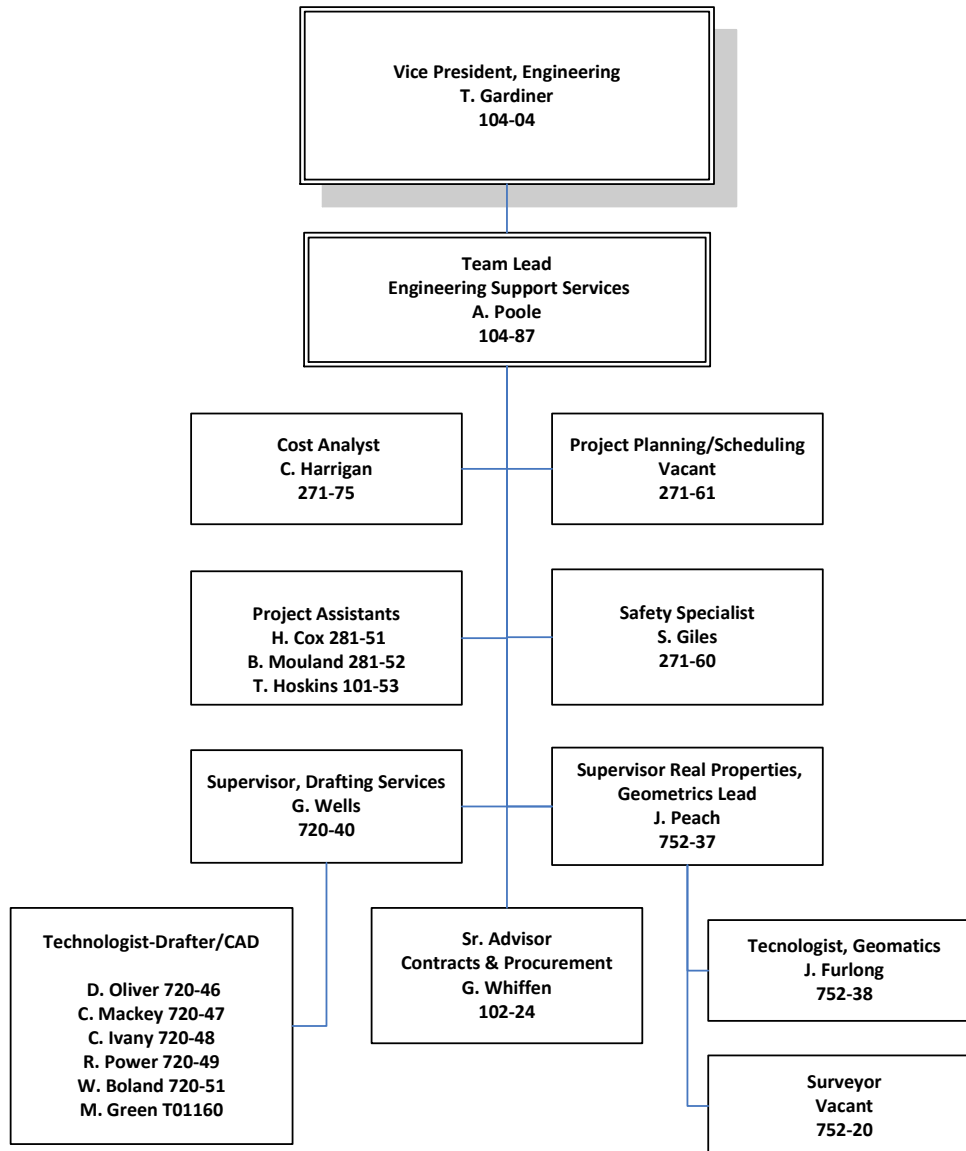 Vice President, Engineering
T. Gardiner
104-04
Team Lead
Engineering Support Services
A. Poole
104-87
Cost Analyst
C. Harrigan
271-75
Project Planning/Scheduling
Vacant
271-61
Project Assistants
H. Cox 281-51
B. Mouland 281-52
T. Hoskins 101-53
Safety Specialist
S. Giles
271-60
Supervisor, Drafting Services
G. Wells
720-40
Supervisor Real Properties,
Geometrics Lead
J. Peach
752-37
Technologist-Drafter/CAD
D. Oliver 720-46
C. Mackey 720-47
C. Ivany 720-48
R. Power 720-49
W. Boland 720-51
M. Green T01160
Sr. Advisor
Contracts & Procurement
G. Whiffen
102-24
Tecnologist, Geomatics
J. Furlong
752-38
Surveyor
Vacant
752-20